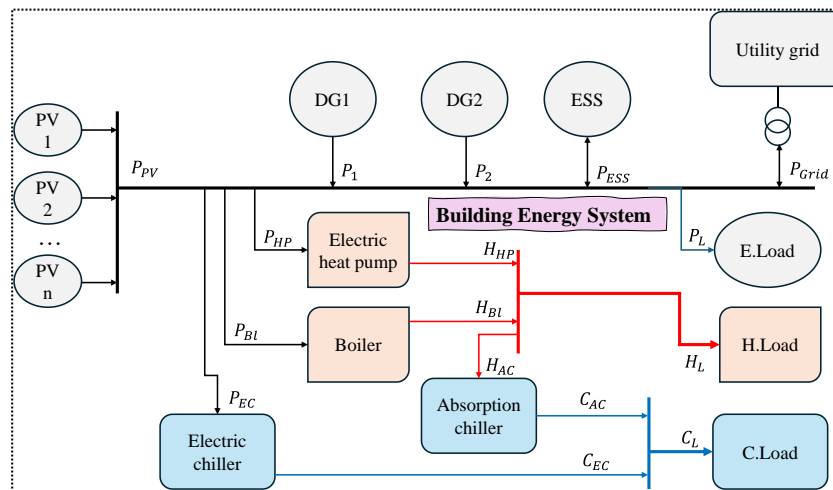 Utility grid
DG1
DG2
ESS
PV
1
P_PV
P_1
P_2
P_ESS
P_Grid
PV
2
Building Energy System
...
P_HP
Electric
heat pump
H_HP
P_L
E.Load
PV
n
P_Bl
Boiler
H_Bl
H.Load
H_AC
H_L
P_EC
Absorption
chiller
C_AC
Electric
chiller
C_EC
C_L
C.Load